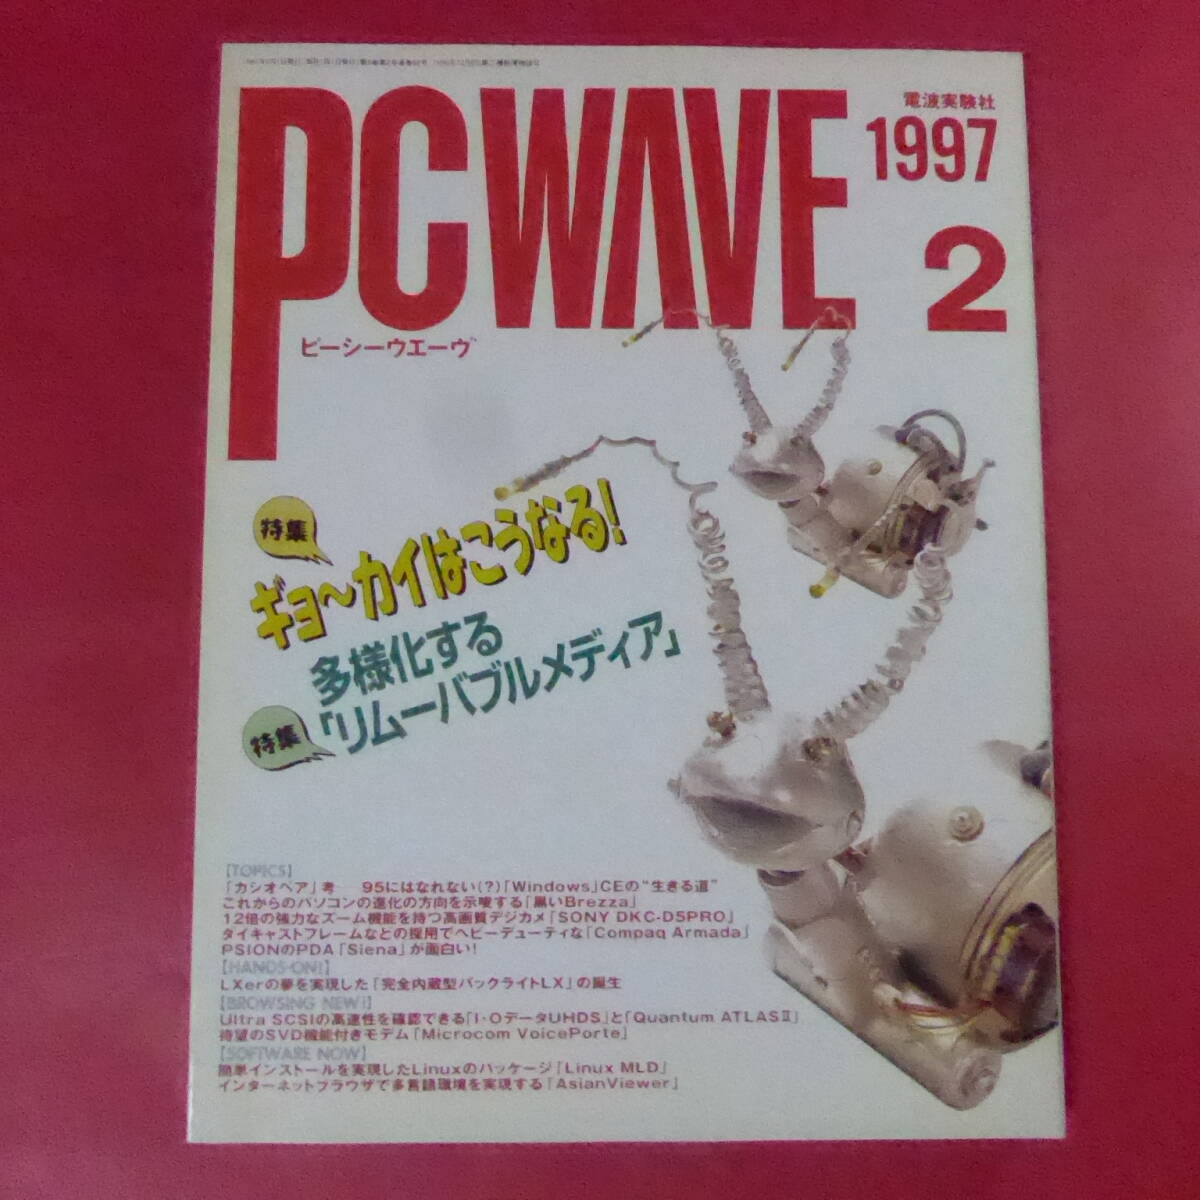 電波実験社
PC WAVE
1997
2
ピーシーウエーヴ
特集
ギョ〜カイはこうなる!
多様化する
特集
「リムーバブルメディア」
【TOPICS】
「カシオペア」考 95にはなれない(?)「Windows」CEの"生きる道"
これからのパソコンの進化の方向を示唆する「黒いBrezza」
12倍の強力なズーム機能を持つ高画質デジカメ「SONY DKC-D5PRO」
タイキャストフレームなどの採用でヘビーデューティな「Compaq Armada」
PSIONのPDA「Siena」が面白い!
【HANDS-ON!】
LXerの夢を実現した「完全内蔵型バックライトLX」の誕生
【BROWSING NEW!】
Ultra SCSIの高速性を確認できる「I・OデータUHDS」と「Quantum ATLASⅡ」
待望のSVD機能付きモデム「Microcom VoicePorte」
【SOFTWARE NOW】
簡単インストールを実現したLinuxのパッケージ「Linux MLD」
インターネットブラウザで多言語環境を実現する「AsianViewer」